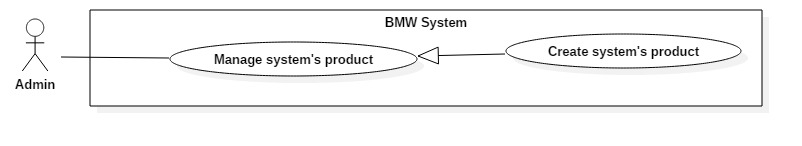 BMW System
Manage system's product
Create system's product
Admin